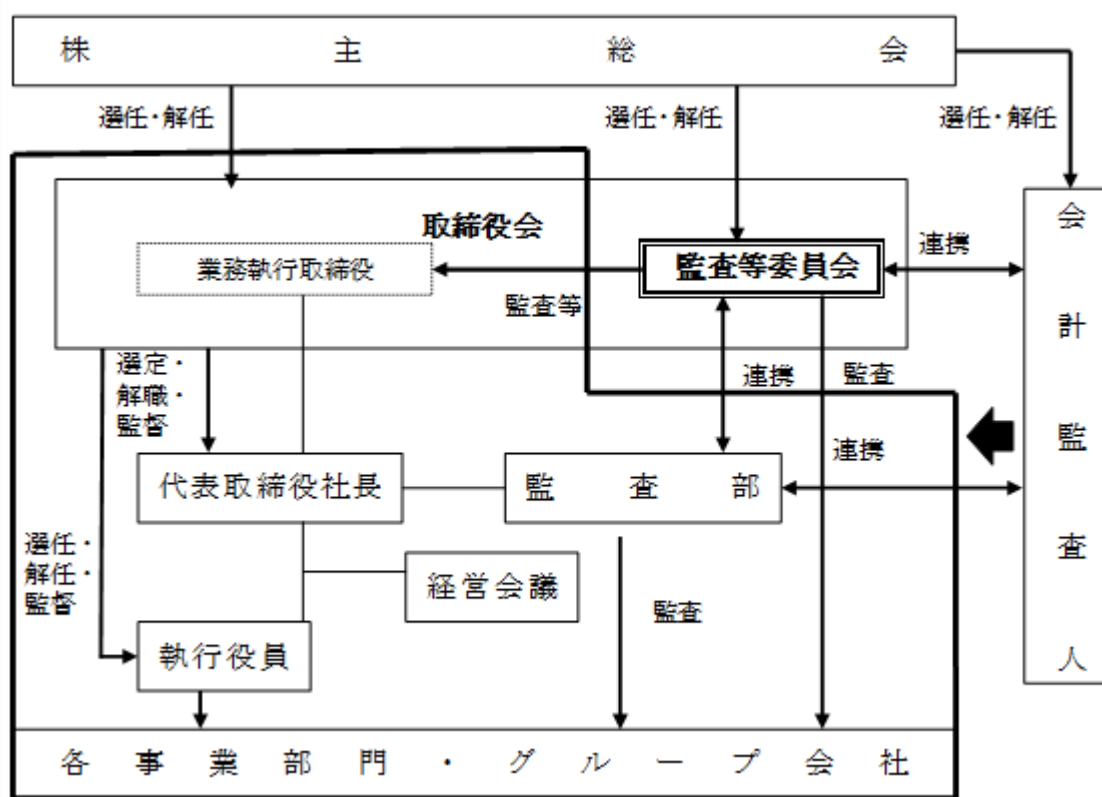 株主総会
選任・解任
選任・解任
選任・解任
取締役会
業務執行取締役
監査等委員会
連携
会計監査人
監査等
選定・
解職・
監督
連携
監査
代表取締役社長
監査部
連携
選任・
解任・
監督
経営会議
監査
執行役員
各事業部門・グループ会社